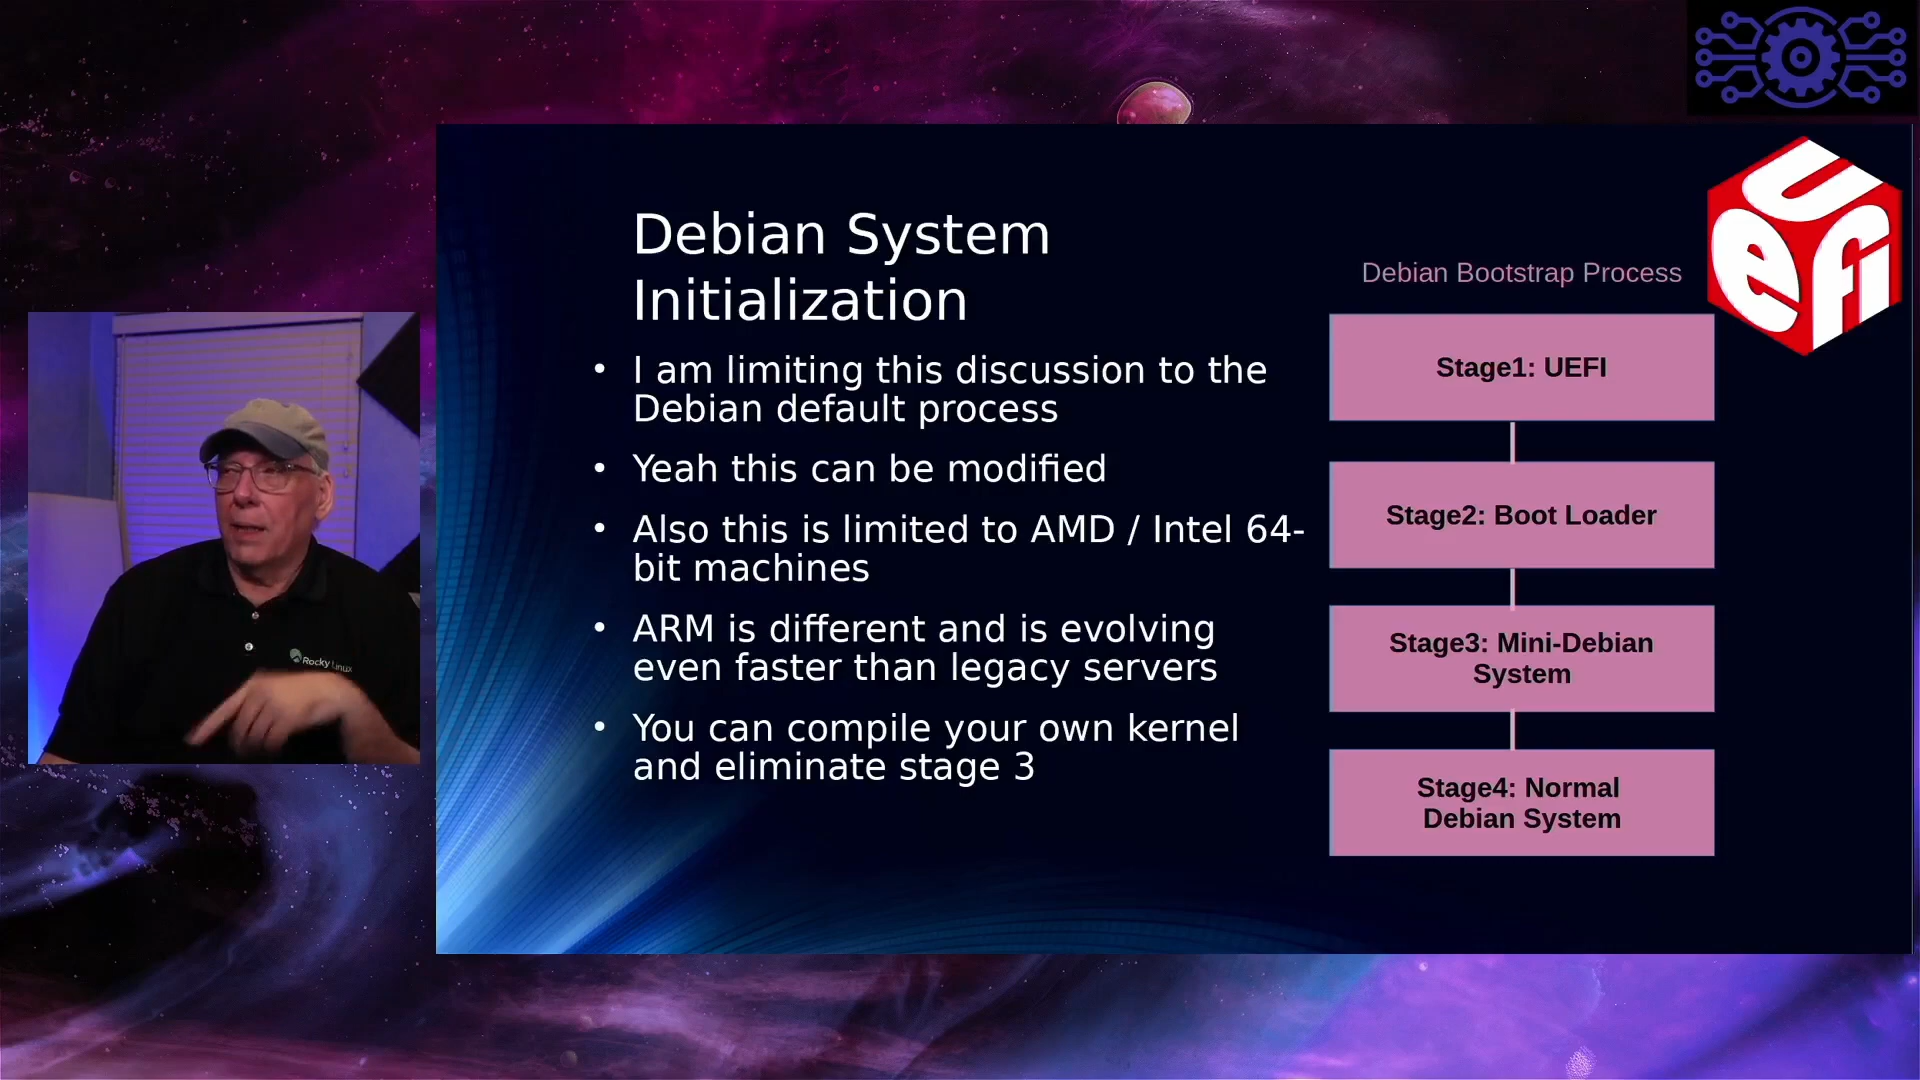 Debian System
Initialization
• I am limiting this discussion to the
Debian default process
• Yeah this can be modified
• Also this is limited to AMD / Intel 64-
bit machines
• ARM is different and is evolving
even faster than legacy servers
• You can compile your own kernel
and eliminate stage 3
Debian Bootstrap Process
Stage1: UEFI
Stage2: Boot Loader
Stage3: Mini-Debian
System
Stage4: Normal
Debian System
UEFI
Rocky Linux